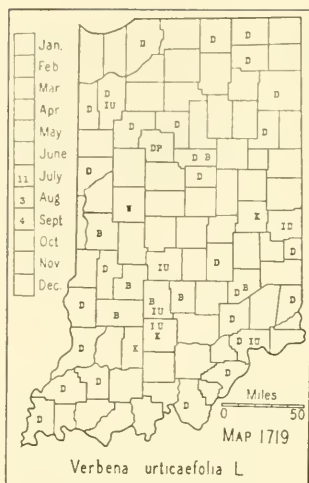 Jan.
Feb
Mar
Apr
May
June
11 July
3 Aug
4 Sept
Oct
Nov
Dec.
D D
D
D D D
IU
D D D D
DP D B
D D
W K ID
B D
D IU D
B B D B D
D B IU D
IU
D K K D IU
D D D
D D
Miles
0 50
MAP 1719
Verbena urticaefolia L